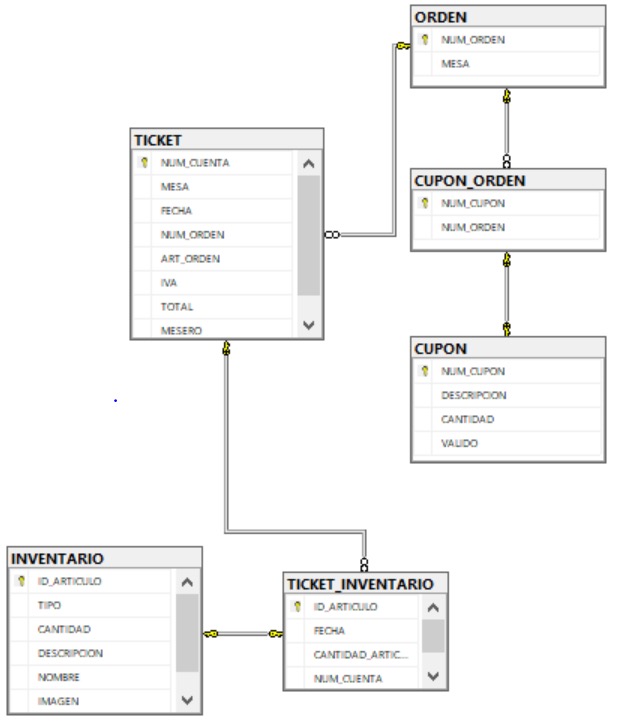 ORDEN
NUM_ORDEN
MESA
TICKET
NUM_CUENTA
MESA
FECHA
NUM_ORDEN
ART_ORDEN
IVA
TOTAL
MESERO
CUPON_ORDEN
NUM_CUPON
NUM_ORDEN
CUPON
NUM_CUPON
DESCRIPCION
CANTIDAD
VALIDO
INVENTARIO
ID_ARTICULO
TIPO
CANTIDAD
DESCRIPCION
NOMBRE
IMAGEN
TICKET_INVENTARIO
ID_ARTICULO
FECHA
CANTIDAD_ARTIC...
NUM_CUENTA